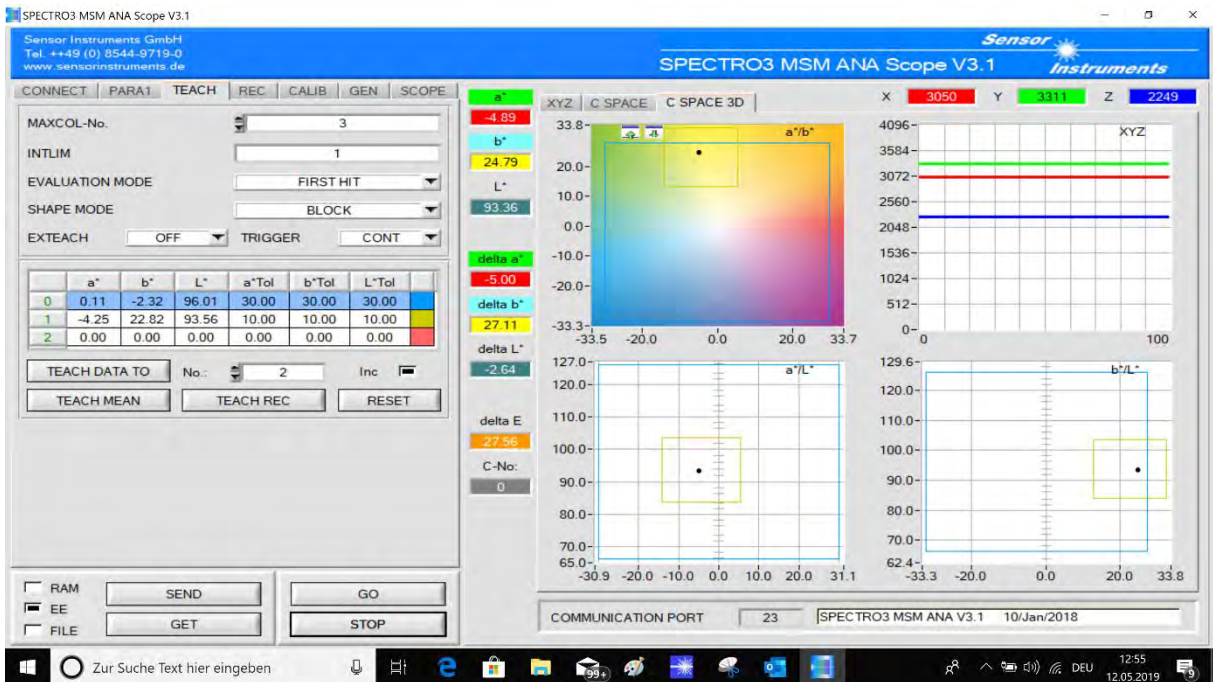 SPECTRO3 MSM ANA Scope V3.1
Sensor Instruments GmbH
Tel. ++49 (0) 8544-9719-0
www.sensorinstruments.de
SPECTRO3 MSM ANA Scope V3.1
Sensor
Instruments
CONNECT PARA1 TEACH REC CALIB GEN SCOPE
MAXCOL-No. 3
INTLIM 1
EVALUATION MODE FIRST HIT
SHAPE MODE BLOCK
EXTEACH OFF TRIGGER CONT
a* b* L* a*Tol b*Tol L*Tol
0 0.11 -2.32 96.01 30.00 30.00 30.00
1 -4.25 22.82 93.56 10.00 10.00 10.00
2 0.00 0.00 0.00 0.00 0.00 0.00
TEACH DATA TO No.: 2 Inc
TEACH MEAN TEACH REC RESET
RAM
EE
FILE
SEND GO
GET STOP
a*
-4.89
b*
24.79
L*
93.36
delta a*
-5.00
delta b*
27.11
delta L*
-2.64
delta E
27.56
C-No:
0
XYZ C SPACE C SPACE 3D
X 3050 Y 3311 Z 2249
a*/b*
33.8
20.0
10.0
0.0
-10.0
-20.0
-33.3
-33.5 -20.0 0.0 20.0 33.7
XYZ
4096
3584
3072
2560
2048
1536
1024
512
0
0 100
a*/L*
127.0
120.0
110.0
100.0
90.0
80.0
70.0
65.0
-30.9 -20.0 -10.0 0.0 10.0 20.0 31.1
b*/L*
129.6
120.0
110.0
100.0
90.0
80.0
70.0
62.4
-33.3 -20.0 0.0 20.0 33.8
COMMUNICATION PORT 23 SPECTRO3 MSM ANA V3.1 10/Jan/2018
Zur Suche Text hier eingeben
99+
DEU
12:55
12.05.2019
9